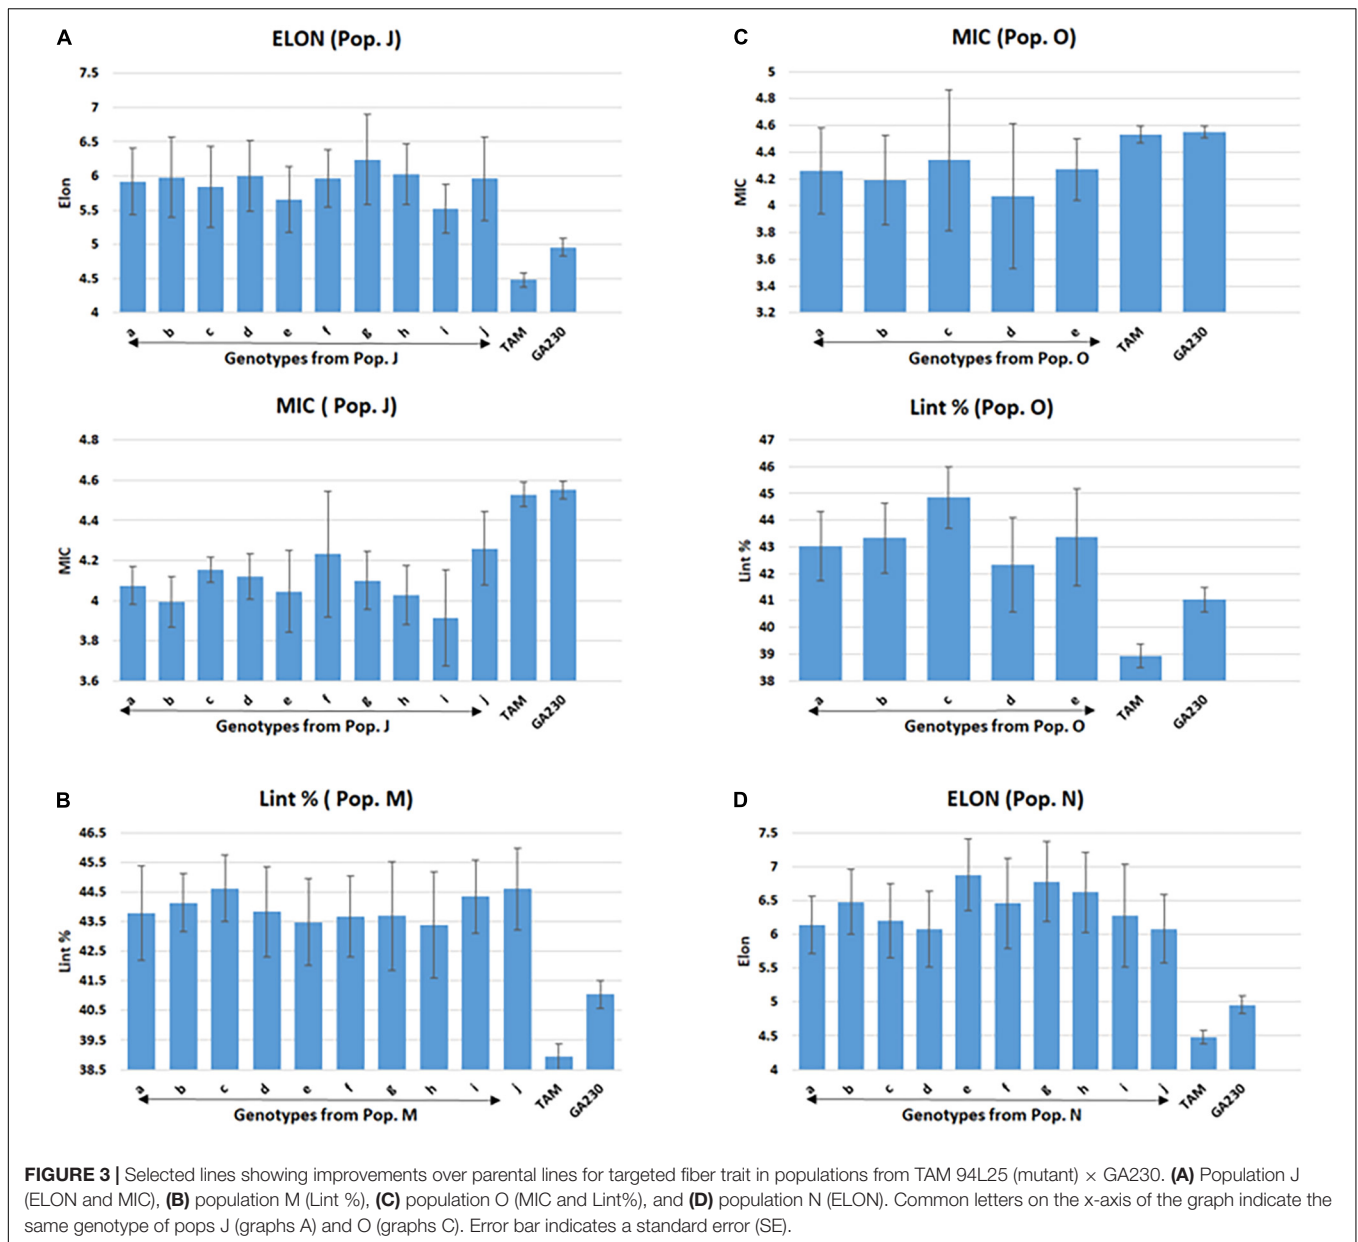 A
ELON (Pop. J)
Elon
7.5
7
6.5
6
5.5
5
4.5
4
a b c d e f g h i j TAM GA230
Genotypes from Pop. J
MIC ( Pop. J)
MIC
4.8
4.6
4.4
4.2
4
3.8
3.6
a b c d e f g h i j TAM GA230
Genotypes from Pop. J
B
Lint % ( Pop. M)
Lint %
46.5
45.5
44.5
43.5
42.5
41.5
40.5
39.5
38.5
a b c d e f g h i j TAM GA230
Genotypes from Pop. M
C
MIC (Pop. O)
MIC
5
4.8
4.6
4.4
4.2
4
3.8
3.6
3.4
3.2
a b c d e TAM GA230
Genotypes from Pop. O
Lint % (Pop. O)
Lint %
47
46
45
44
43
42
41
40
39
38
a b c d e TAM GA230
Genotypes from Pop. O
D
ELON (Pop. N)
Elon
7.5
7
6.5
6
5.5
5
4.5
4
a b c d e f g h i j TAM GA230
Genotypes from Pop. N
FIGURE 3 | Selected lines showing improvements over parental lines for targeted fiber trait in populations from TAM 94L25 (mutant) × GA230. (A) Population J
(ELON and MIC), (B) population M (Lint %), (C) population O (MIC and Lint%), and (D) population N (ELON). Common letters on the x-axis of the graph indicate the
same genotype of pops J (graphs A) and O (graphs C). Error bar indicates a standard error (SE).